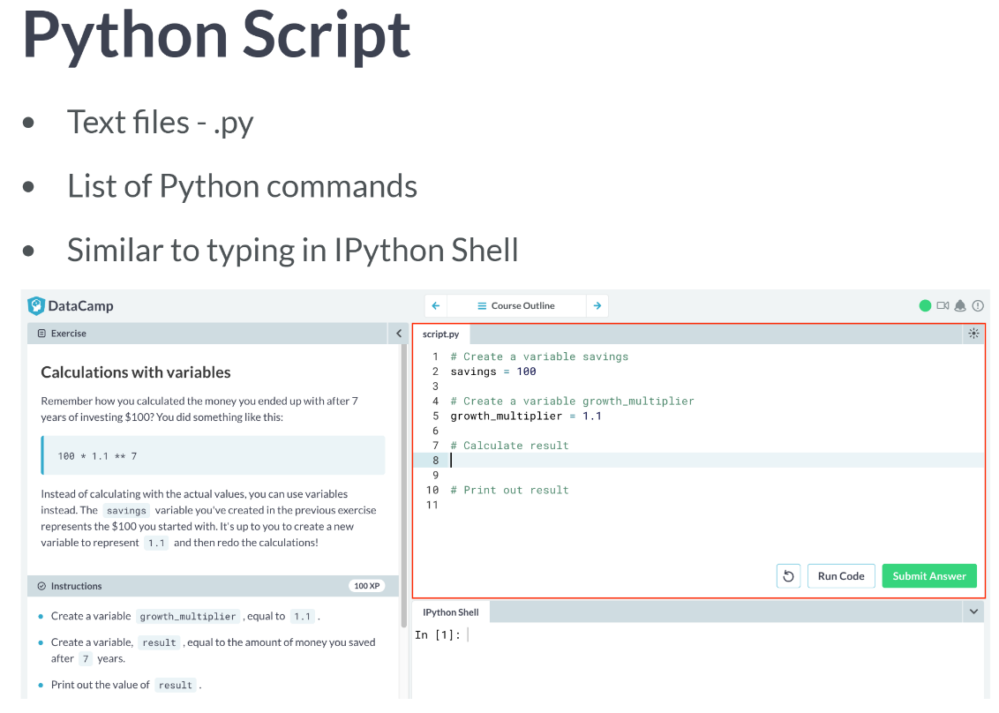 Python Script
• Text files - .py
• List of Python commands
• Similar to typing in IPython Shell
DataCamp
Course Outline
Exercise
Calculations with variables
Remember how you calculated the money you ended up with after 7
years of investing $100? You did something like this:
100 * 1.1 ** 7
Instead of calculating with the actual values, you can use variables
instead. The savings variable you've created in the previous exercise
represents the $100 you started with. It's up to you to create a new
variable to represent 1.1 and then redo the calculations!
Instructions 100 XP
• Create a variable growth_multiplier , equal to 1.1 .
• Create a variable, result , equal to the amount of money you saved
after 7 years.
• Print out the value of result .
script.py
1 # Create a variable savings
2 savings = 100
3
4 # Create a variable growth_multiplier
5 growth_multiplier = 1.1
6
7 # Calculate result
8
9
10 # Print out result
11
Run Code Submit Answer
IPython Shell
In [1]: